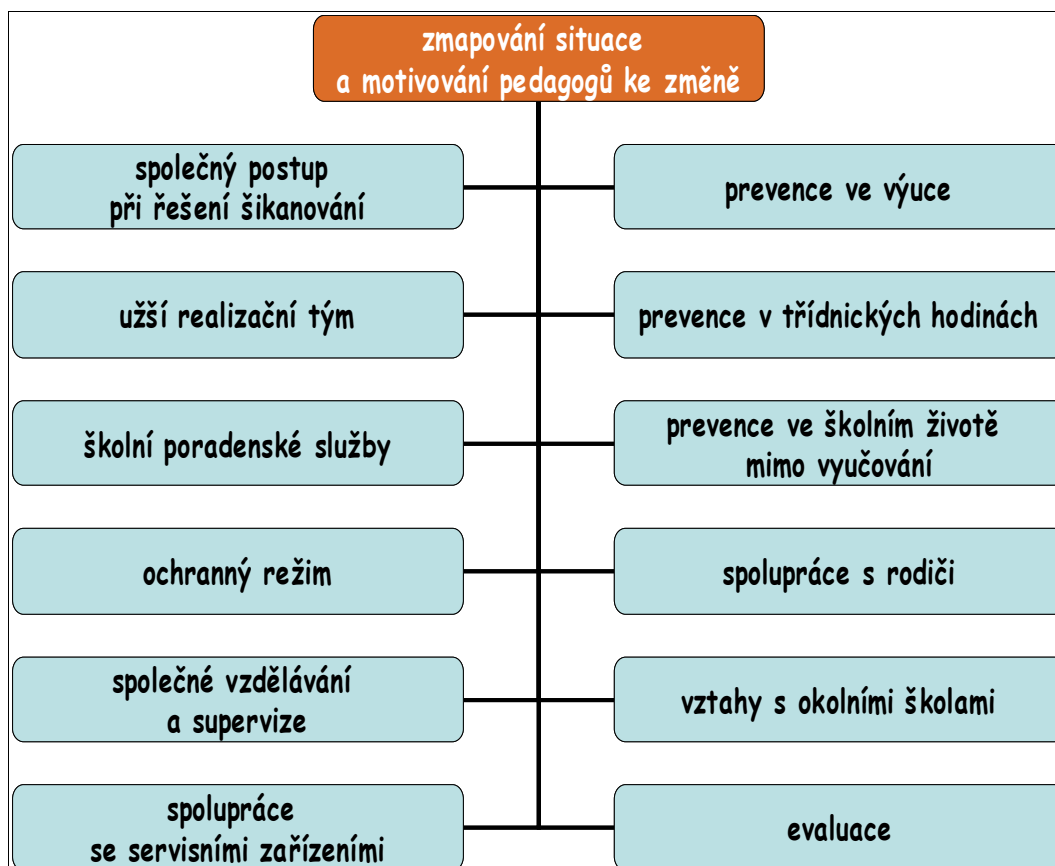 zmapování situace
a motivování pedagogů ke změně
společný postup
při řešení šikanování
prevence ve výuce
užší realizační tým
prevence v třídnických hodinách
školní poradenské služby
prevence ve školním životě
mimo vyučování
ochranný režim
spolupráce s rodiči
společné vzdělávání
a supervize
vztahy s okolními školami
spolupráce
se servisními zařízeními
evaluace